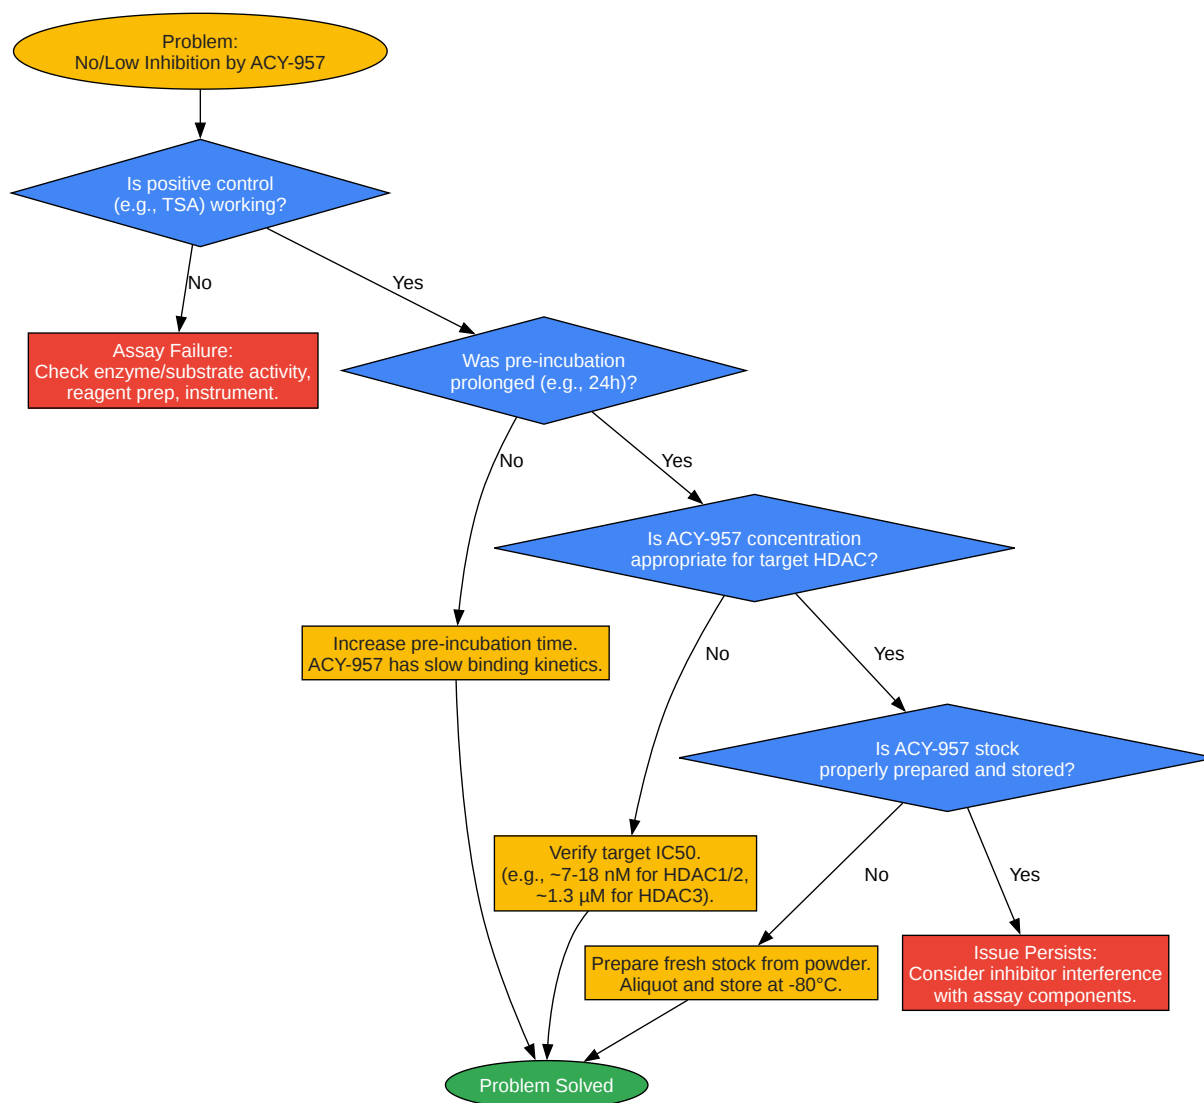 Problem:
No/Low Inhibition by ACY-957
Is positive control
(e.g., TSA) working?
No
Yes
Assay Failure:
Check enzyme/substrate activity,
reagent prep, instrument.
Was pre-incubation
prolonged (e.g., 24h)?
No
Yes
Is ACY-957 concentration
appropriate for target HDAC?
Increase pre-incubation time.
ACY-957 has slow binding kinetics.
No
Yes
Is ACY-957 stock
properly prepared and stored?
Verify target IC50.
(e.g., ~7-18 nM for HDAC1/2,
~1.3 µM for HDAC3).
No
Yes
Prepare fresh stock from powder.
Aliquot and store at -80°C.
Issue Persists:
Consider inhibitor interference
with assay components.
Problem Solved